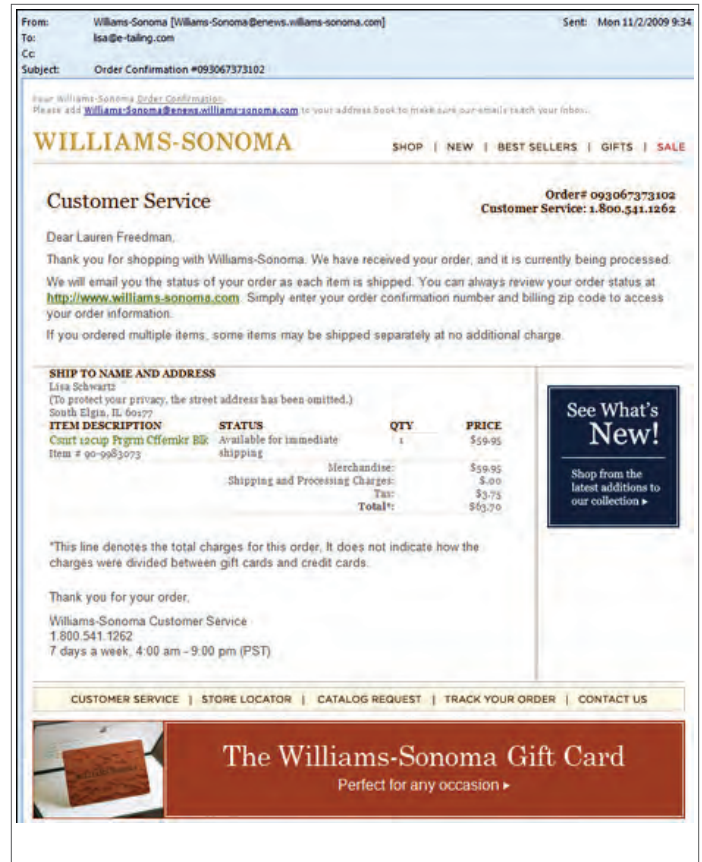 From: Williams-Sonoma [Williams-Sonoma@enews.williams-sonoma.com] Sent: Mon 11/2/2009 9:34
To: lisa@e-tailing.com
Cc:
Subject: Order Confirmation #093067373102
Your Williams-Sonoma Order Confirmation.
Please add Williams-Sonoma@enews.williams-sonoma.com to your address book to make sure our emails reach your inbox.
WILLIAMS-SONOMA
SHOP | NEW | BEST SELLERS | GIFTS | SALE
Customer Service
Order# 093067373102
Customer Service: 1.800.541.1262
Dear Lauren Freedman,
Thank you for shopping with Williams-Sonoma. We have received your order, and it is currently being processed.
We will email you the status of your order as each item is shipped. You can always review your order status at
http://www.williams-sonoma.com. Simply enter your order confirmation number and billing zip code to access
your order information.
If you ordered multiple items, some items may be shipped separately at no additional charge.
SHIP TO NAME AND ADDRESS
Lisa Schwartz
(To protect your privacy, the street address has been omitted.)
South Elgin, IL 60177
ITEM DESCRIPTION STATUS QTY PRICE
Csnrt 12cup Prgrm Cffemkr Blk Available for immediate 1 $59.95
Item # 90-9983073 shipping
Merchandise: $59.95
Shipping and Processing Charges: $.00
Tax: $3.75
Total*: $63.70
See What's
New!
Shop from the
latest additions to
our collection ▸
*This line denotes the total charges for this order. It does not indicate how the
charges were divided between gift cards and credit cards.
Thank you for your order,
Williams-Sonoma Customer Service
1.800.541.1262
7 days a week, 4:00 am - 9:00 pm (PST)
CUSTOMER SERVICE | STORE LOCATOR | CATALOG REQUEST | TRACK YOUR ORDER | CONTACT US
WILLIAMS-SONOMA
The Williams-Sonoma Gift Card
Perfect for any occasion ▸